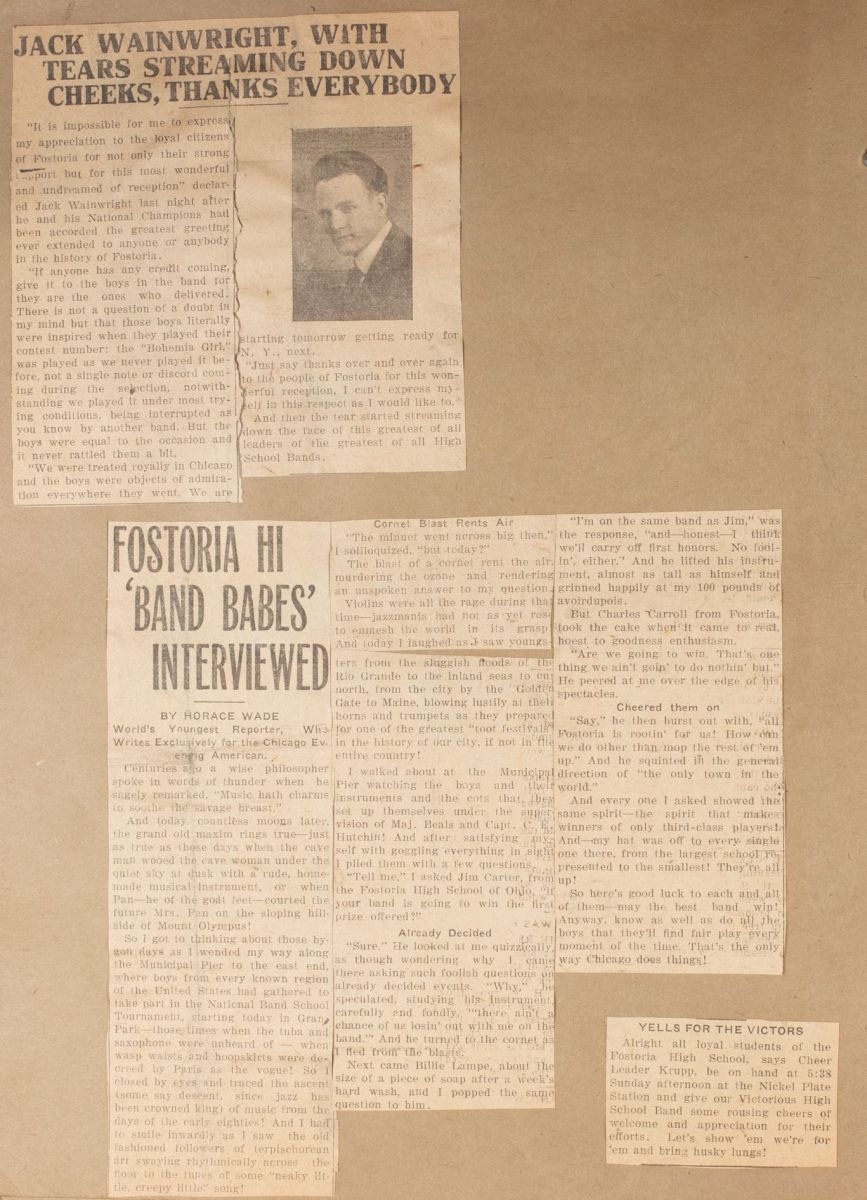 JACK WAINWRIGHT, WITH
TEARS STREAMING DOWN
CHEEKS, THANKS EVERYBODY
"It is impossible for me to express
my appreciation to the loyal citizens
of Fostoria for not only their strong
support but for this most wonderful
and undreamed of reception" declar-
ed Jack Wainwright last night after
he and his National Champions had
been accorded the greatest greeting
ever extended to anyone or anybody
in the history of Fostoria.
"If anyone has any credit coming,
give it to the boys in the band for
they are the ones who delivered.
There is not a question of a doubt in
my mind but that those boys literally
were inspired when they played their
contest number: the "Bohemia Girl,"
was played as we never played it be-
fore, not a single note or discord com-
ing during the selection, notwith-
standing we played it under most try-
ing conditions, being interrupted as
you know by another band. But the
boys were equal to the occasion and
it never rattled them a bit.
"We were treated royally in Chicago
and the boys were objects of admira-
tion everywhere they went. We are
starting tomorrow getting ready for
N. Y., next.
"Just say thanks over and over again
to the people of Fostoria for this won-
derful reception, I can't express my-
self in this respect as I would like to."
And then the tear started streaming
down the face of this greatest of all
leaders of the greatest of all High
School Bands.
FOSTORIA HI
'BAND BABES'
INTERVIEWED
BY HORACE WADE
World's Youngest Reporter, Who
Writes Exclusively for the Chicago Ev-
ening American.
Centuries ago a wise philosopher
spoke in words of thunder when he
sagely remarked, "Music hath charms
to soothe the savage breast."
And today, countless moons later,
the grand old maxim rings true—just
as true as those days when the cave
man wooed the cave woman under the
quiet sky at dusk with a rude, home-
made musical instrument, or when
Pan—he of the goat feet—courted the
future Mrs. Pan on the sloping hill-
side of Mount Olympus!
So I got to thinking about those by-
gon days as I wended my way along
the Municipal Pier to the east end,
where boys from every known region
of the United States had gathered to
take part in the National Band School
Tournament, starting today in Grant
Park—those times when the tuba and
saxophone were unheard of — when
wasp waists and hoopskirts were de-
creed by Paris as the vogue! So I
closed by eyes and traced the ascent
(some say descent, since jazz has
been crowned king) of music from the
days of the early eighties! And I had
to smile inwardly as I saw the old
fashioned followers of terpischorean
art swaying rhythmically across the
floor to the tunes of some "neaky lit-
tle, creepy little" song!
Cornet Blast Rents Air
"The minuet went across big then,"
I soliloquized, "but today?"
The blast of a cornet rent the air,
murdering the ozone and rendering
an unspoken answer to my question.
Violins were all the rage during that
time—jazzmania had not as yet rose
to enmesh the world in its grasp!
And today I laughed as I saw youngs-
ters from the sluggish floods of the
Rio Grande to the inland seas to our
north, from the city by the Golden
Gate to Maine, blowing lustily at their
horns and trumpets as they prepared
for one of the greatest "toot festivals"
in the history of our city, if not in the
entire country!
I walked about at the Municipal
Pier watching the boys and their
instruments and the cots that they
set up themselves under the super-
vision of Maj. Beals and Capt. C. E.
Hutchin! And after satisfying my-
self with goggling everything in sight
I plied them with a few questions.
"Tell me," I asked Jim Carter, from
the Fostoria High School of Ohio, "if
your band is going to win the first
prize offered?"
Already Decided
"Sure." He looked at me quizzically,
as though wondering why I came
there asking such foolish questions on
already decided events. "Why," he
speculated, studying his instrument
carefully and fondly, "'there ain't a
chance of us losin' out with me on the
band.'" And he turned to the cornet as
I fled from the blasts.
Next came Billie Lampe, about the
size of a piece of soap after a week's
hard wash, and I popped the same
question to him.
"I'm on the same band as Jim," was
the response, "and—honest—I think
we'll carry off first honors. No fool-
in', either." And he lifted his instru-
ment, almost as tall as himself and
grinned happily at my 100 pounds of
avoirdupois.
But Charles Carroll from Fostoria,
took the cake when it came to real,
hoest to goodness enthusiasm.
"Are we going to win. That's one
thing we ain't goin' to do nothin' but."
He peered at me over the edge of his
spectacles.
Cheered them on
"Say," he then burst out with, "all
Fostoria is rootin' for us! How can
we do other than mop the rest of 'em
up." And he squinted in the general
direction of "the only town in the
world."
And every one I asked showed the
same spirit—the spirit that makes
winners of only third-class players!
And—my hat was off to every single
one there, from the largest school re-
presented to the smallest! They're all
up!
So here's good luck to each and all
of them—may the best band win!
Anyway, know as well as do all the
boys that they'll find fair play every
moment of the time. That's the only
way Chicago does things!
YELLS FOR THE VICTORS
Alright all loyal students of the
Fostoria High School, says Cheer
Leader Krupp, be on hand at 5:38
Sunday afternoon at the Nickel Plate
Station and give our Victorious High
School Band some rousing cheers of
welcome and appreciation for their
efforts. Let's show 'em we're for
'em and bring husky lungs!